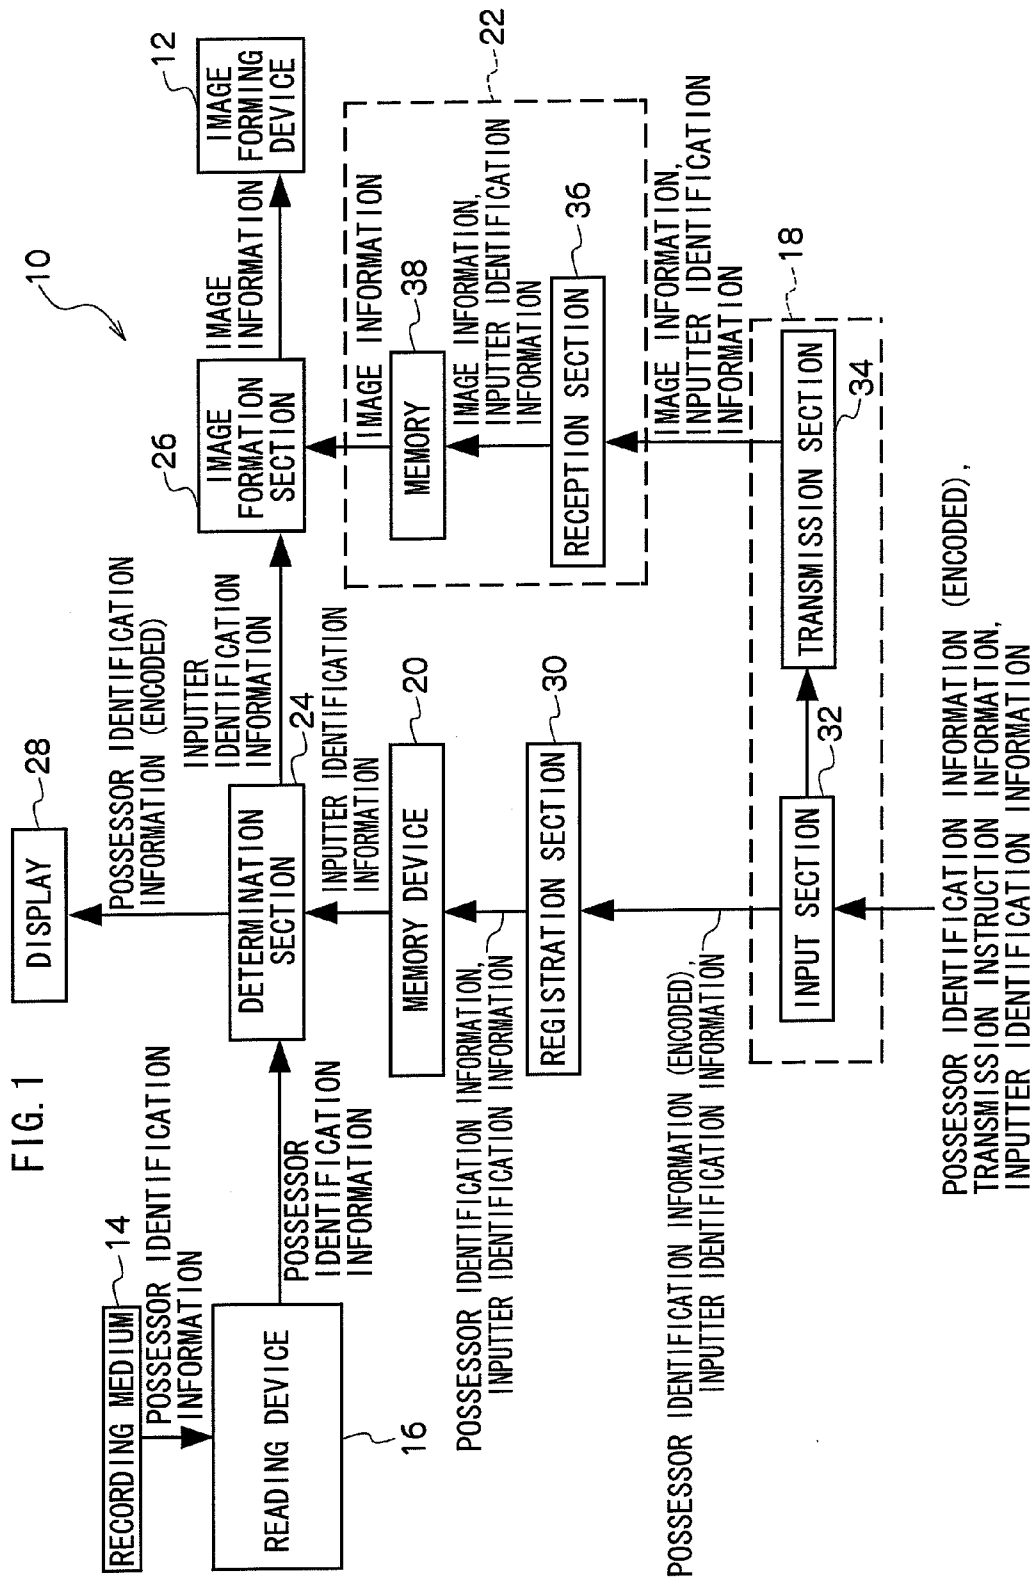 FIG. 1
10
RECORDING MEDIUM
14
POSSESSOR IDENTIFICATION
INFORMATION
READING DEVICE
16
POSSESSOR
IDENTIFICATION
INFORMATION
DISPLAY
28
POSSESSOR IDENTIFICATION
INFORMATION (ENCODED)
DETERMINATION
SECTION
24
INPUTTER
IDENTIFICATION
INFORMATION
IMAGE
FORMATION
SECTION
26
IMAGE
INFORMATION
IMAGE
FORMING
DEVICE
12
INPUTTER IDENTIFICATION
INFORMATION
MEMORY DEVICE
20
POSSESSOR IDENTIFICATION INFORMATION,
INPUTTER IDENTIFICATION INFORMATION
REGISTRATION SECTION
30
POSSESSOR IDENTIFICATION INFORMATION (ENCODED),
INPUTTER IDENTIFICATION INFORMATION
IMAGE INFORMATION
22
MEMORY
38
IMAGE INFORMATION,
INPUTTER IDENTIFICATION
INFORMATION
RECEPTION SECTION
36
IMAGE INFORMATION,
INPUTTER IDENTIFICATION
INFORMATION
18
INPUT SECTION
32
TRANSMISSION SECTION
34
POSSESSOR IDENTIFICATION INFORMATION (ENCODED),
TRANSMISSION INSTRUCTION INFORMATION,
INPUTTER IDENTIFICATION INFORMATION